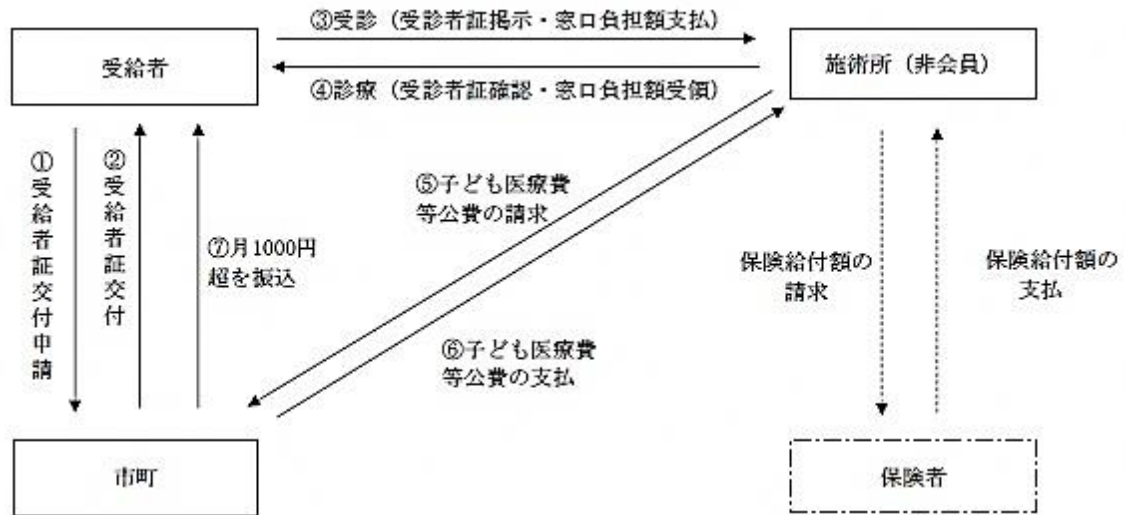 ③受診（受診者証掲示・窓口負担額支払）
受給者
施術所（非会員）
④診療（受診者証確認・窓口負担額受領）
①受給者証交付申請
②受給者証交付
⑦月1000円
超を振込
⑤子ども医療費
等公費の請求
⑥子ども医療費
等公費の支払
保険給付額の
請求
保険給付額の
支払
市町
保険者